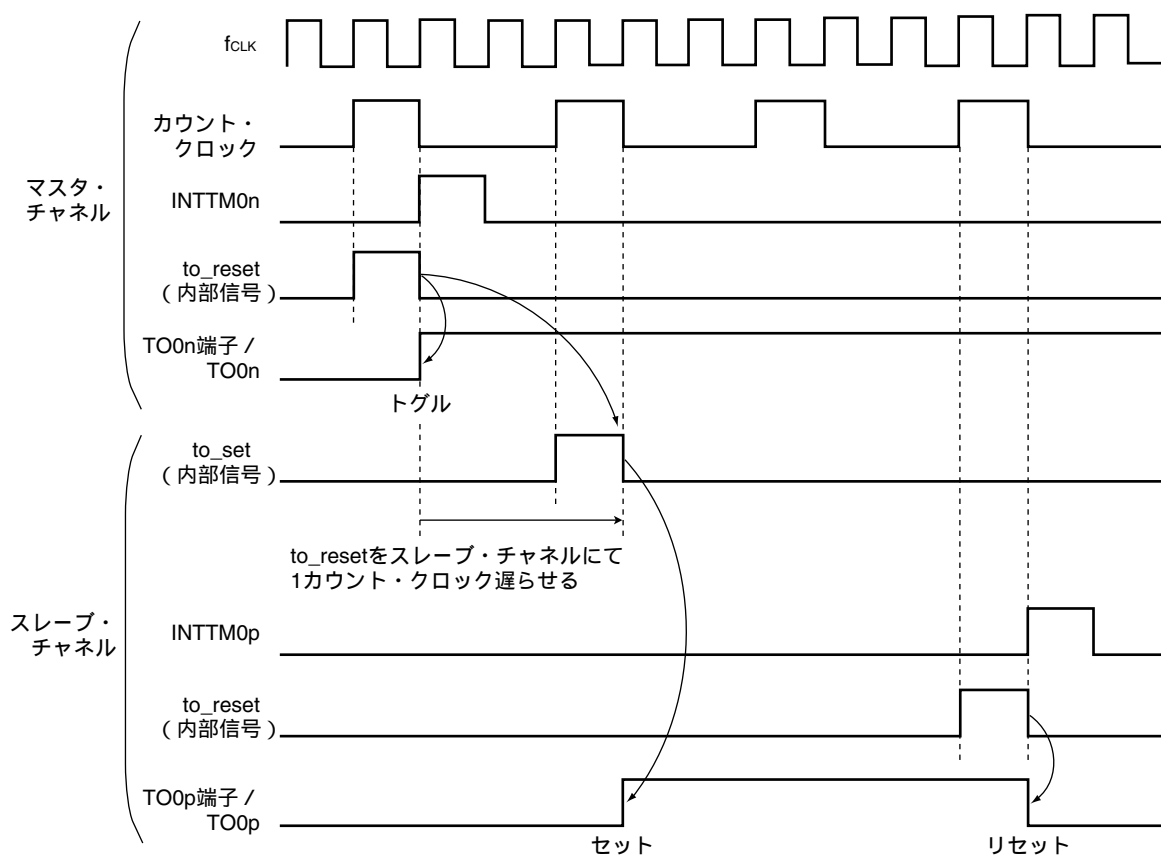 fCLK
カウント・
クロック
マスタ・
チャネル
INTTM0n
to_reset
（内部信号）
TO0n端子／
TO0n
トグル
to_set
（内部信号）
to_resetをスレーブ・チャネルにて
1カウント・クロック遅らせる
スレーブ・
チャネル
INTTM0p
to_reset
（内部信号）
TO0p端子／
TO0p
セット
リセット